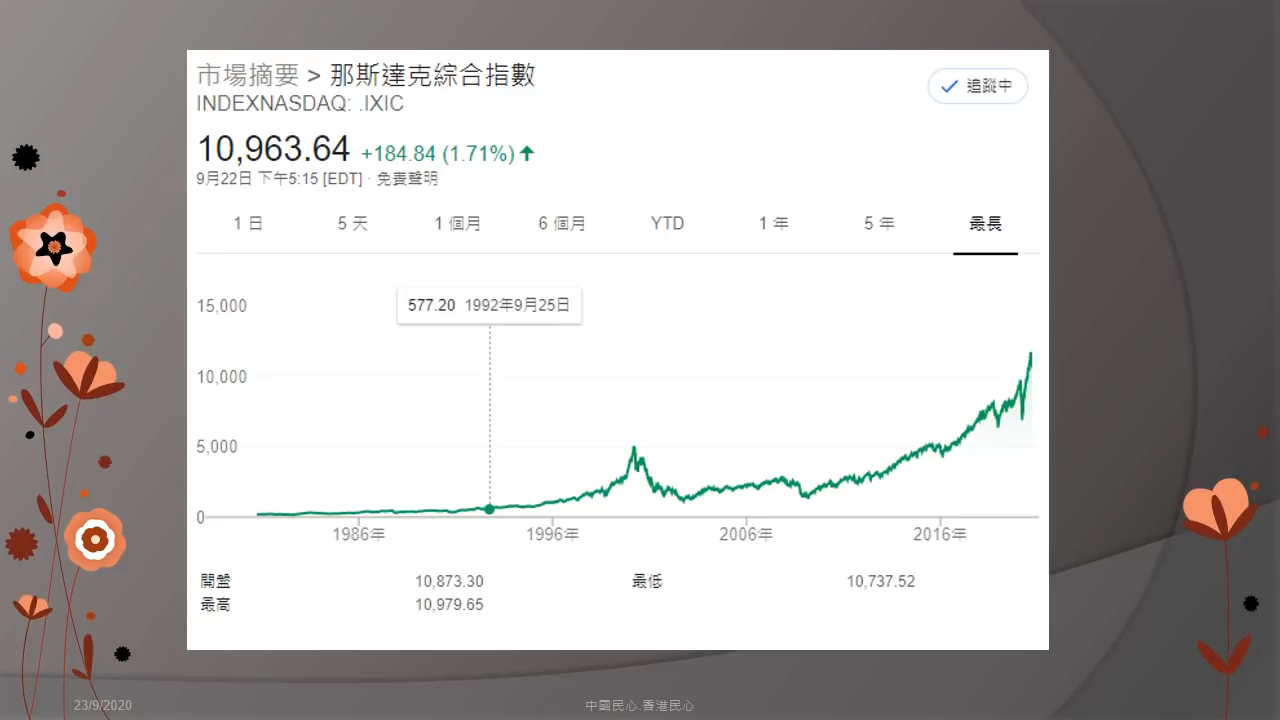 市場摘要 > 那斯達克綜合指數
INDEXNASDAQ: .IXIC
追蹤中
10,963.64 +184.84 (1.71%)
9月22日 下午5:15 [EDT] · 免責聲明
1 日 5 天 1 個月 6 個月 YTD 1 年 5 年 最長
577.20 1992年9月25日
15,000
10,000
5,000
0
1986年 1996年 2006年 2016年
開盤 10,873.30 最低 10,737.52
最高 10,979.65
23/9/2020 中國民心.香港民心